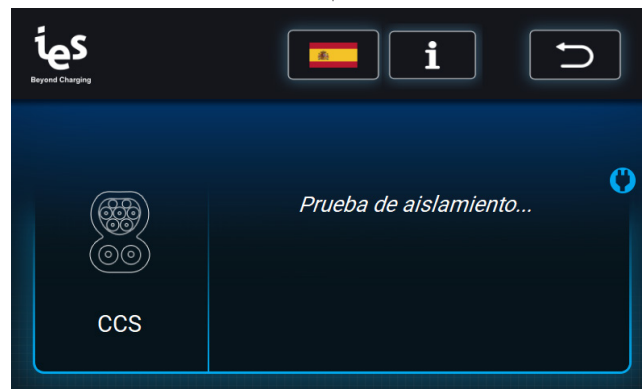 ies
Beyond Charging
i
Prueba de aislamiento...
CCS